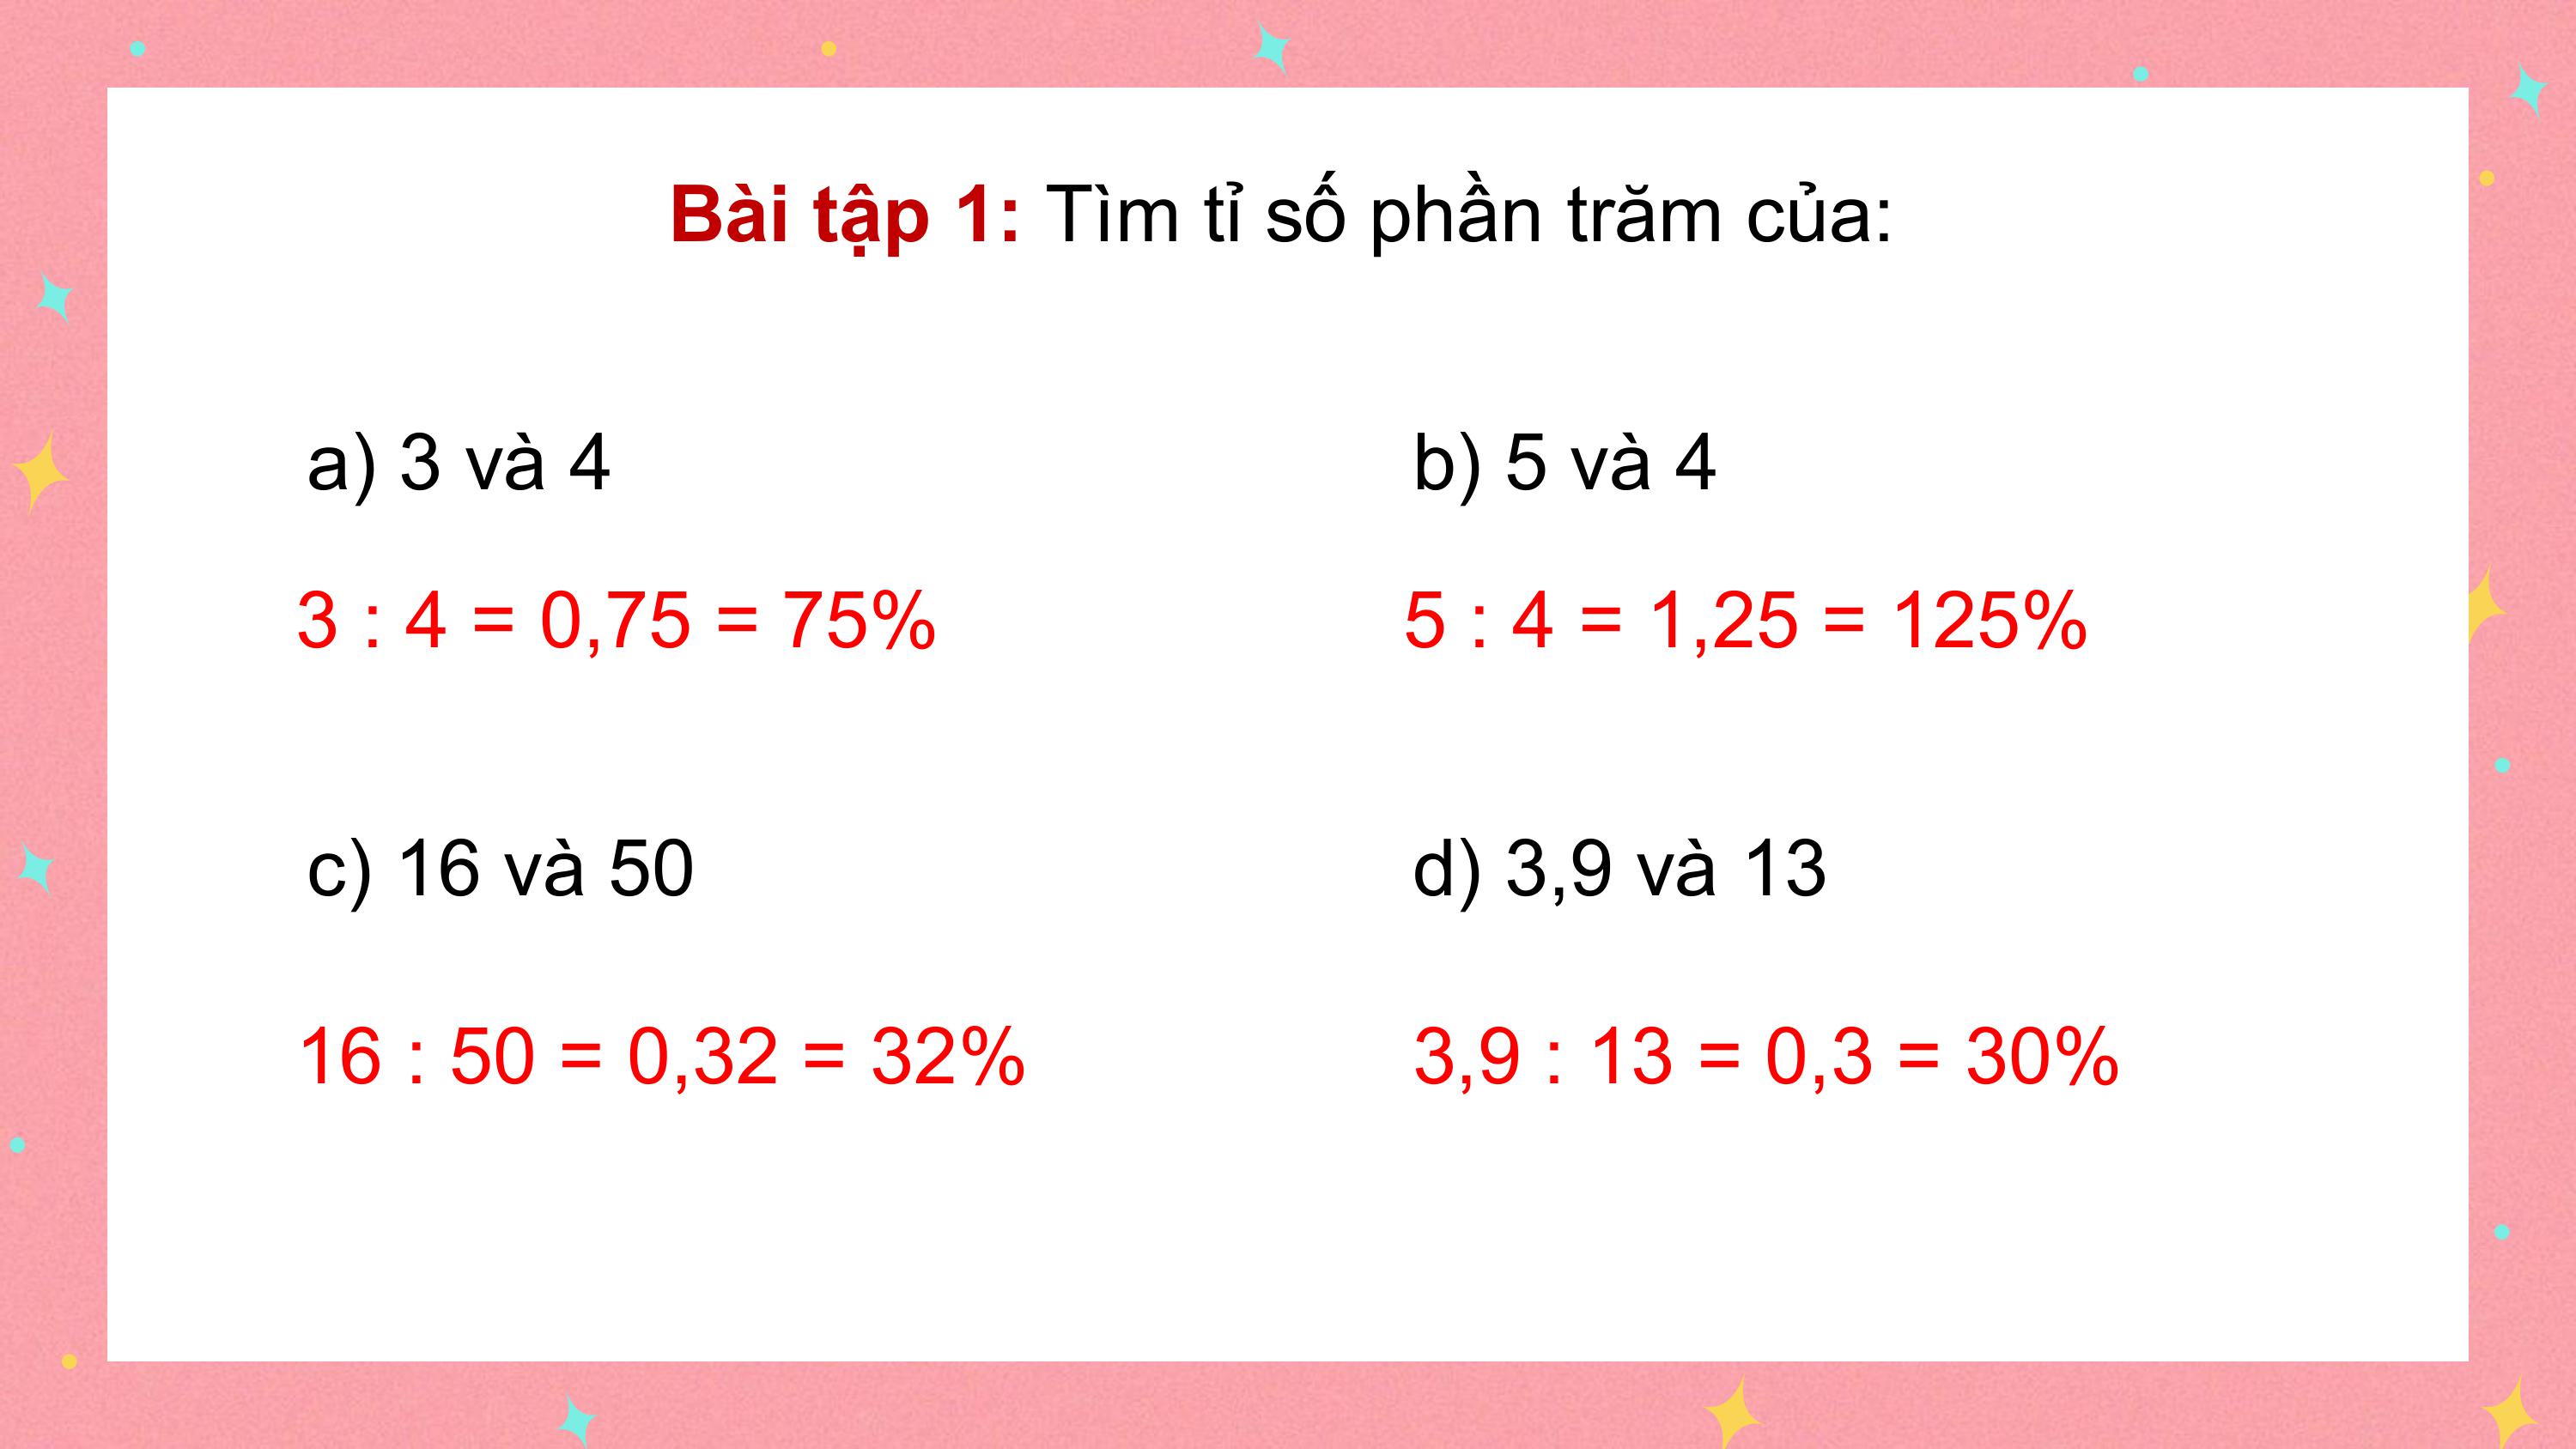 Bài tập 1: Tìm tỉ số phần trăm của:
a) 3 và 4
b) 5 và 4
3 : 4 = 0,75 = 75%
5 : 4 = 1,25 = 125%
c) 16 và 50
d) 3,9 và 13
16 : 50 = 0,32 = 32%
3,9 : 13 = 0,3 = 30%